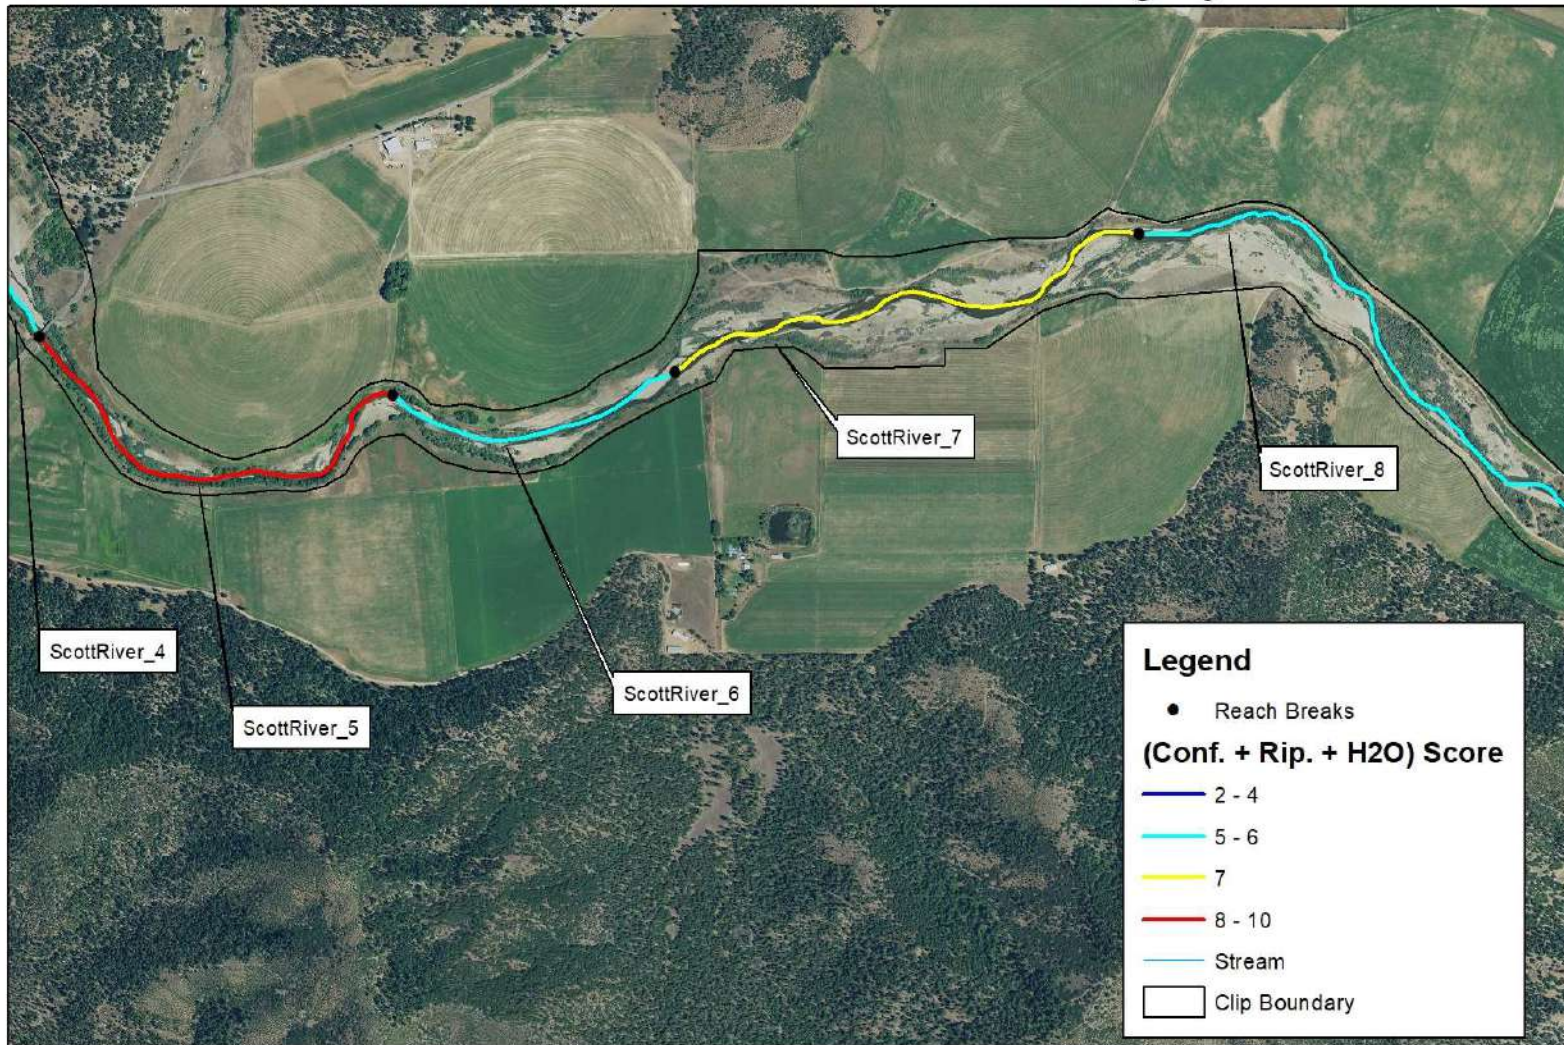 ScottRiver_7
ScottRiver_8
ScottRiver_4
ScottRiver_6
ScottRiver_5
Legend
Reach Breaks
(Conf. + Rip. + H2O) Score
2 - 4
5 - 6
7
8 - 10
Stream
Clip Boundary